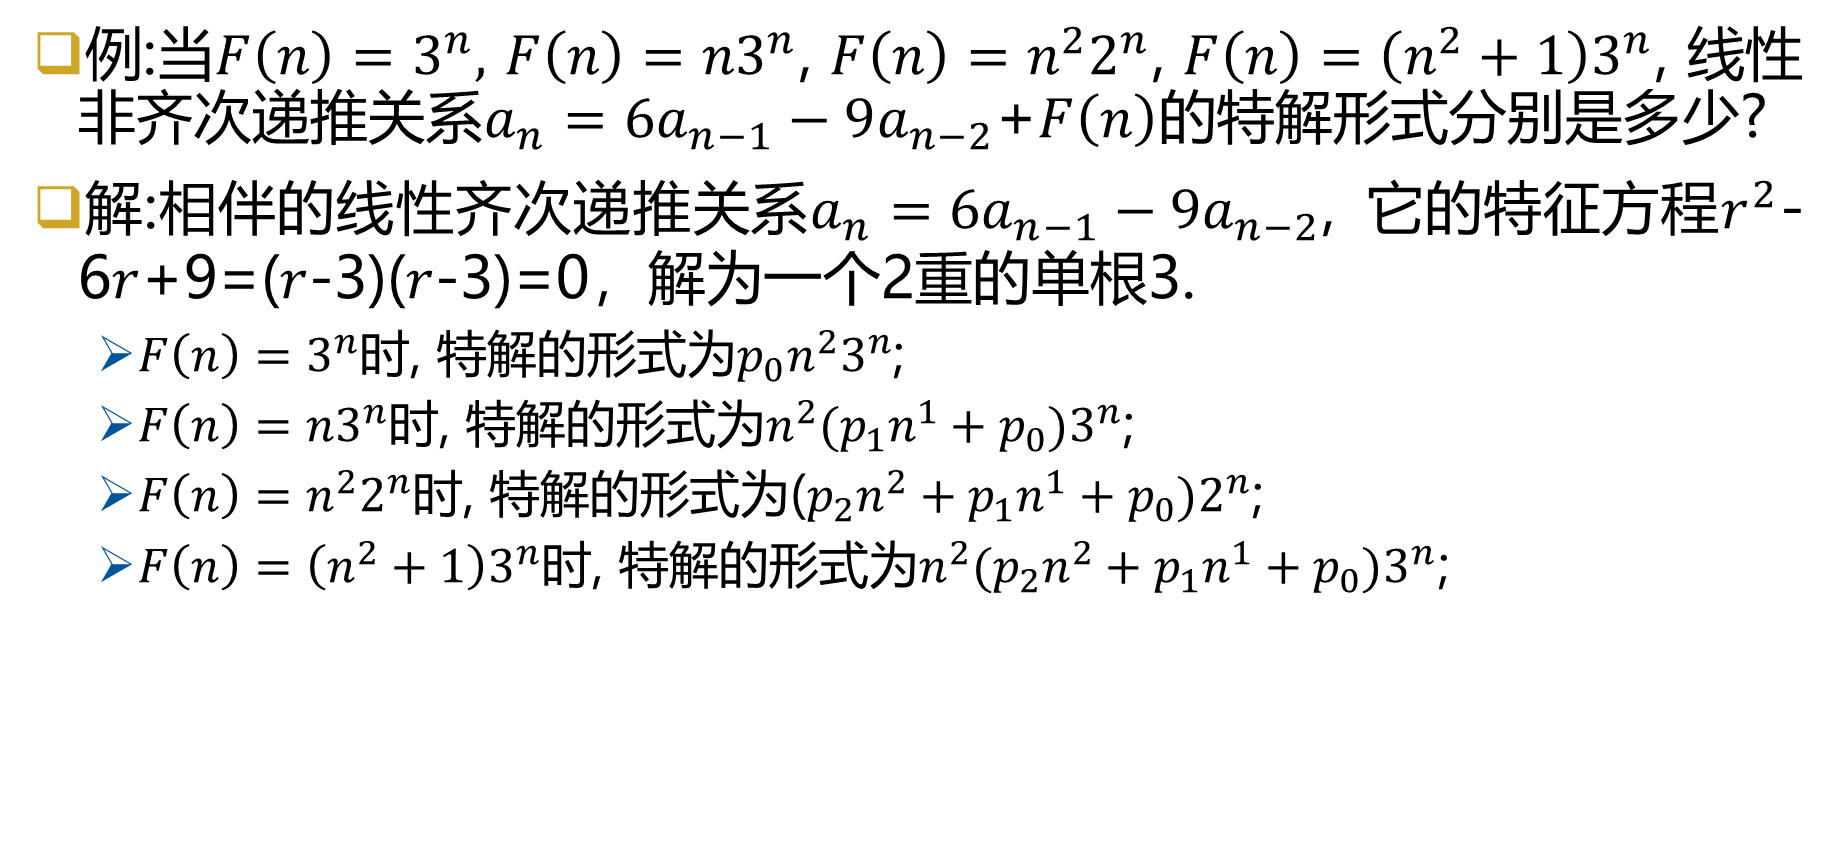 ❑例:当𝐹(𝑛) = 3ⁿ, 𝐹(𝑛) = 𝑛3ⁿ, 𝐹(𝑛) = 𝑛²2ⁿ, 𝐹(𝑛) = (𝑛² + 1)3ⁿ, 线性
非齐次递推关系𝑎ₙ = 6𝑎ₙ₋₁ − 9𝑎ₙ₋₂+𝐹(𝑛)的特解形式分别是多少?
❑解:相伴的线性齐次递推关系𝑎ₙ = 6𝑎ₙ₋₁ − 9𝑎ₙ₋₂, 它的特征方程𝑟²-
6𝑟+9=(𝑟-3)(𝑟-3)=0，解为一个2重的单根3.
➢𝐹(𝑛) = 3ⁿ时, 特解的形式为𝑝₀𝑛²3ⁿ;
➢𝐹(𝑛) = 𝑛3ⁿ时, 特解的形式为𝑛²(𝑝₁𝑛¹ + 𝑝₀)3ⁿ;
➢𝐹(𝑛) = 𝑛²2ⁿ时, 特解的形式为(𝑝₂𝑛² + 𝑝₁𝑛¹ + 𝑝₀)2ⁿ;
➢𝐹(𝑛) = (𝑛² + 1)3ⁿ时, 特解的形式为𝑛²(𝑝₂𝑛² + 𝑝₁𝑛¹ + 𝑝₀)3ⁿ;